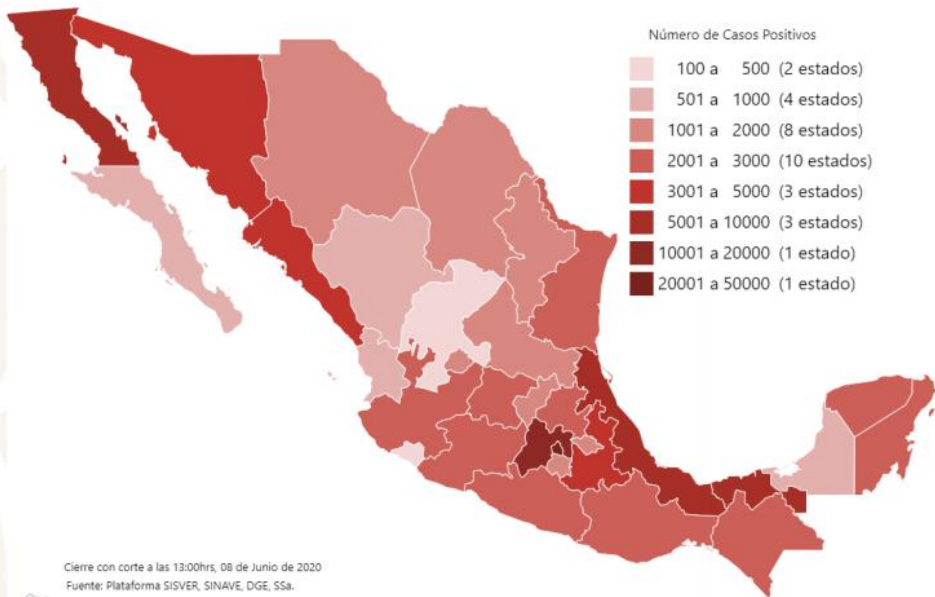 Número de Casos Positivos
100 a 500 (2 estados)
501 a 1000 (4 estados)
1001 a 2000 (8 estados)
2001 a 3000 (10 estados)
3001 a 5000 (3 estados)
5001 a 10000 (3 estados)
10001 a 20000 (1 estado)
20001 a 50000 (1 estado)
Cierre con corte a las 13:00hrs, 08 de Junio de 2020
Fuente: Plataforma SISVER, SINAVE, DGE, SSa.